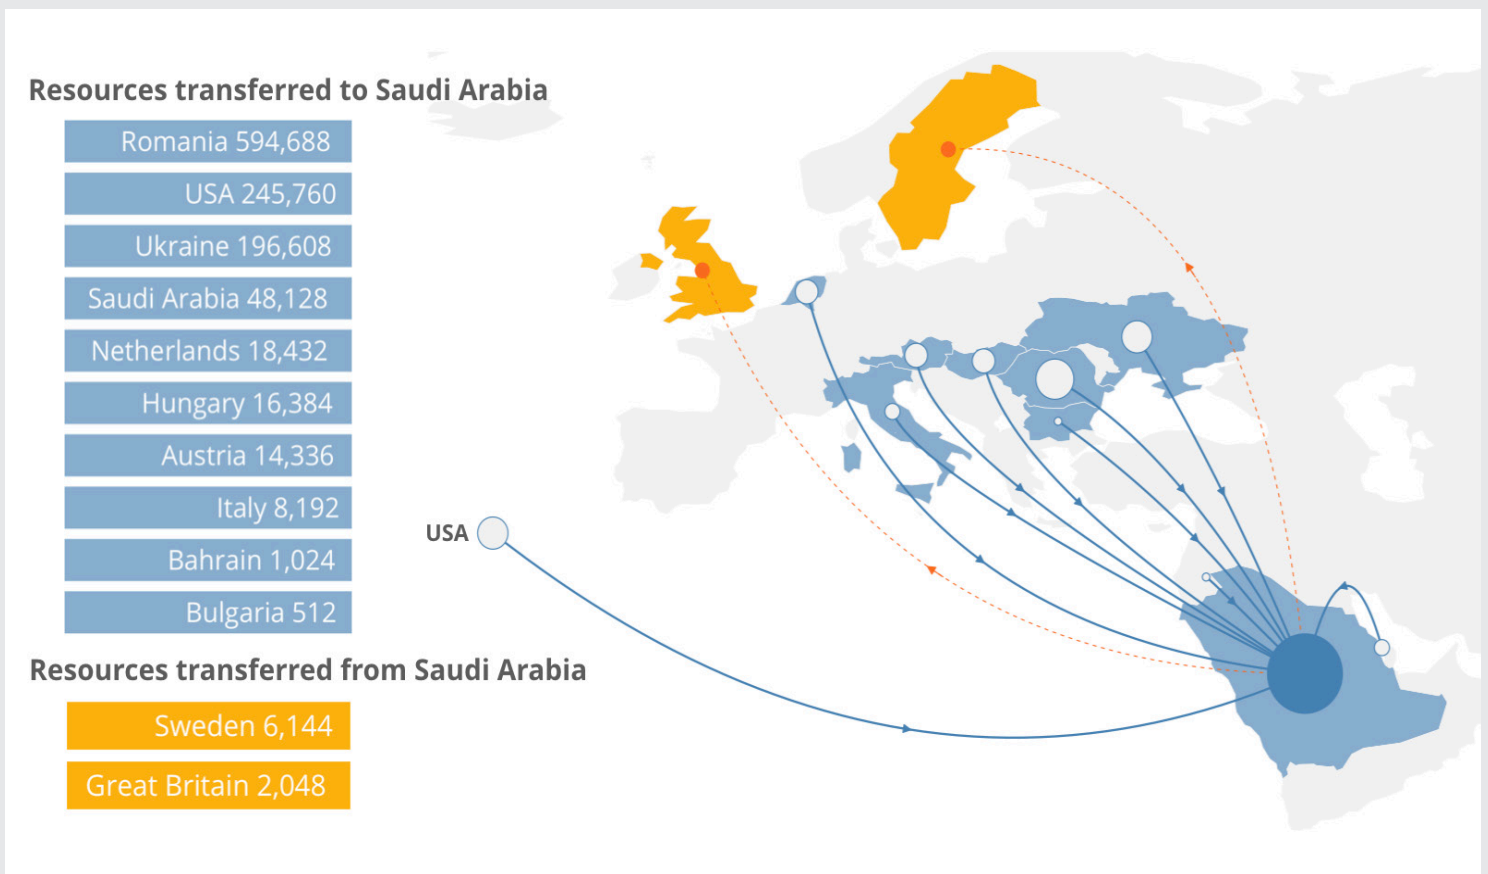 Resources transferred to Saudi Arabia
Romania 594,688
USA 245,760
Ukraine 196,608
Saudi Arabia 48,128
Netherlands 18,432
Hungary 16,384
Austria 14,336
Italy 8,192
Bahrain 1,024
Bulgaria 512
Resources transferred from Saudi Arabia
Sweden 6,144
Great Britain 2,048
USA